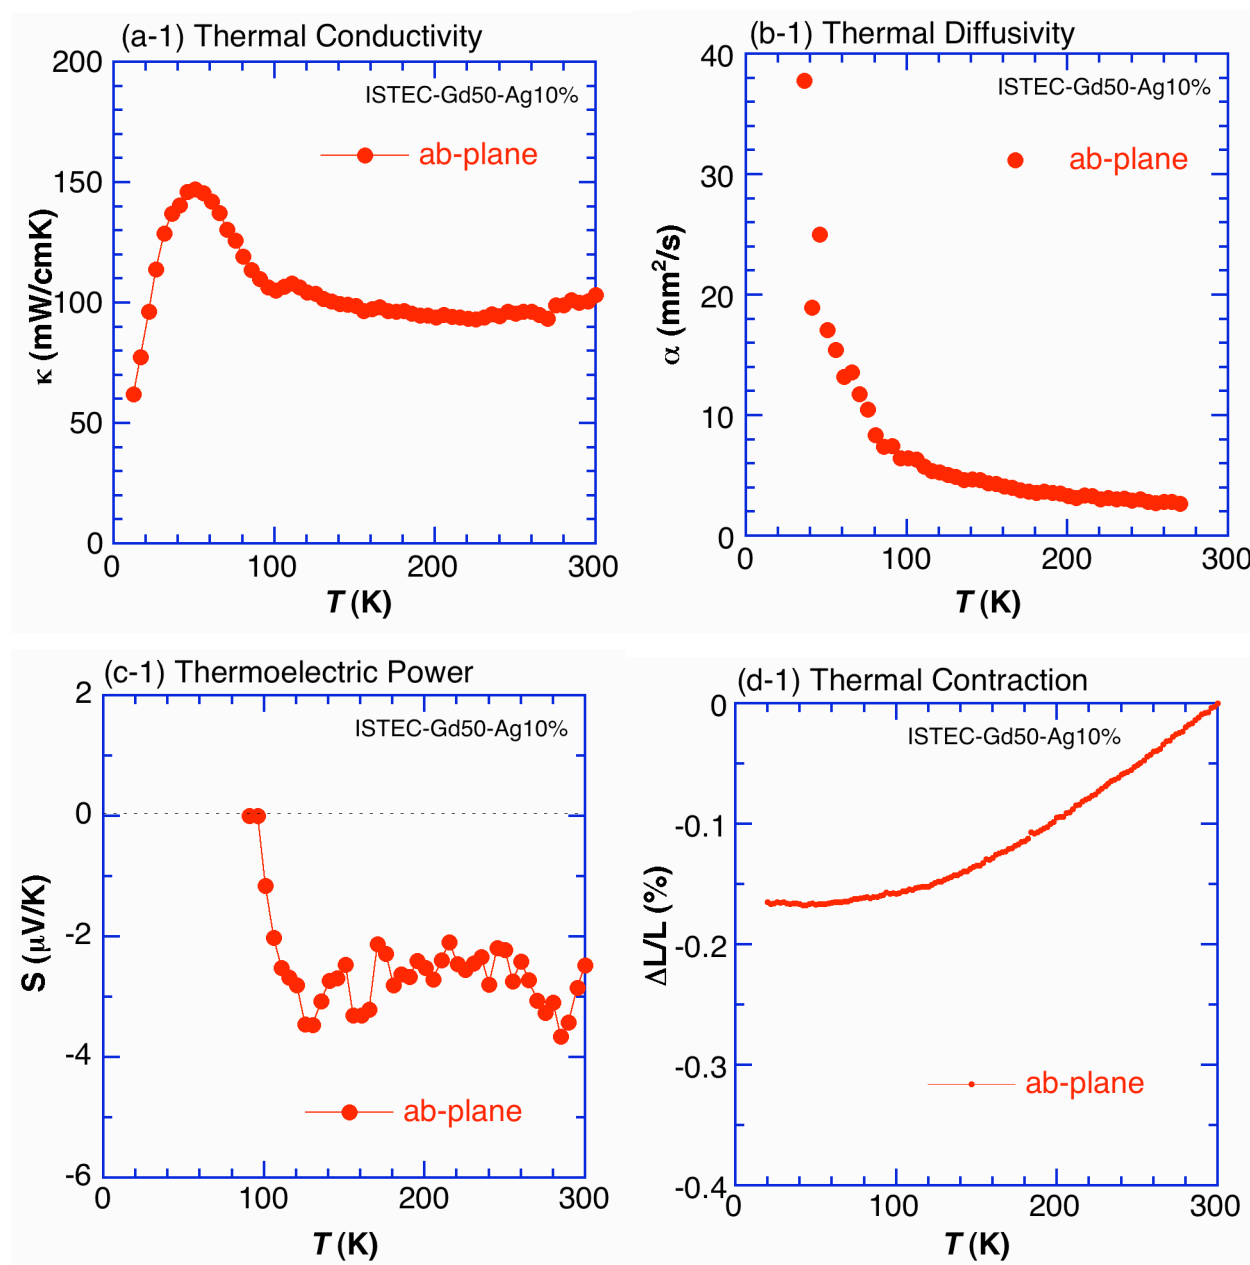 (a-1) Thermal Conductivity
200
150
100
50
0
0 100 200 300
κ (mW/cmK)
T (K)
ISTEC-Gd50-Ag10%
ab-plane
(b-1) Thermal Diffusivity
40
30
20
10
0
0 100 200 300
α (mm²/s)
T (K)
ISTEC-Gd50-Ag10%
ab-plane
(c-1) Thermoelectric Power
2
0
-2
-4
-6
0 100 200 300
S (μV/K)
T (K)
ISTEC-Gd50-Ag10%
ab-plane
(d-1) Thermal Contraction
0
-0.1
-0.2
-0.3
-0.4
0 100 200 300
ΔL/L (%)
T (K)
ISTEC-Gd50-Ag10%
ab-plane